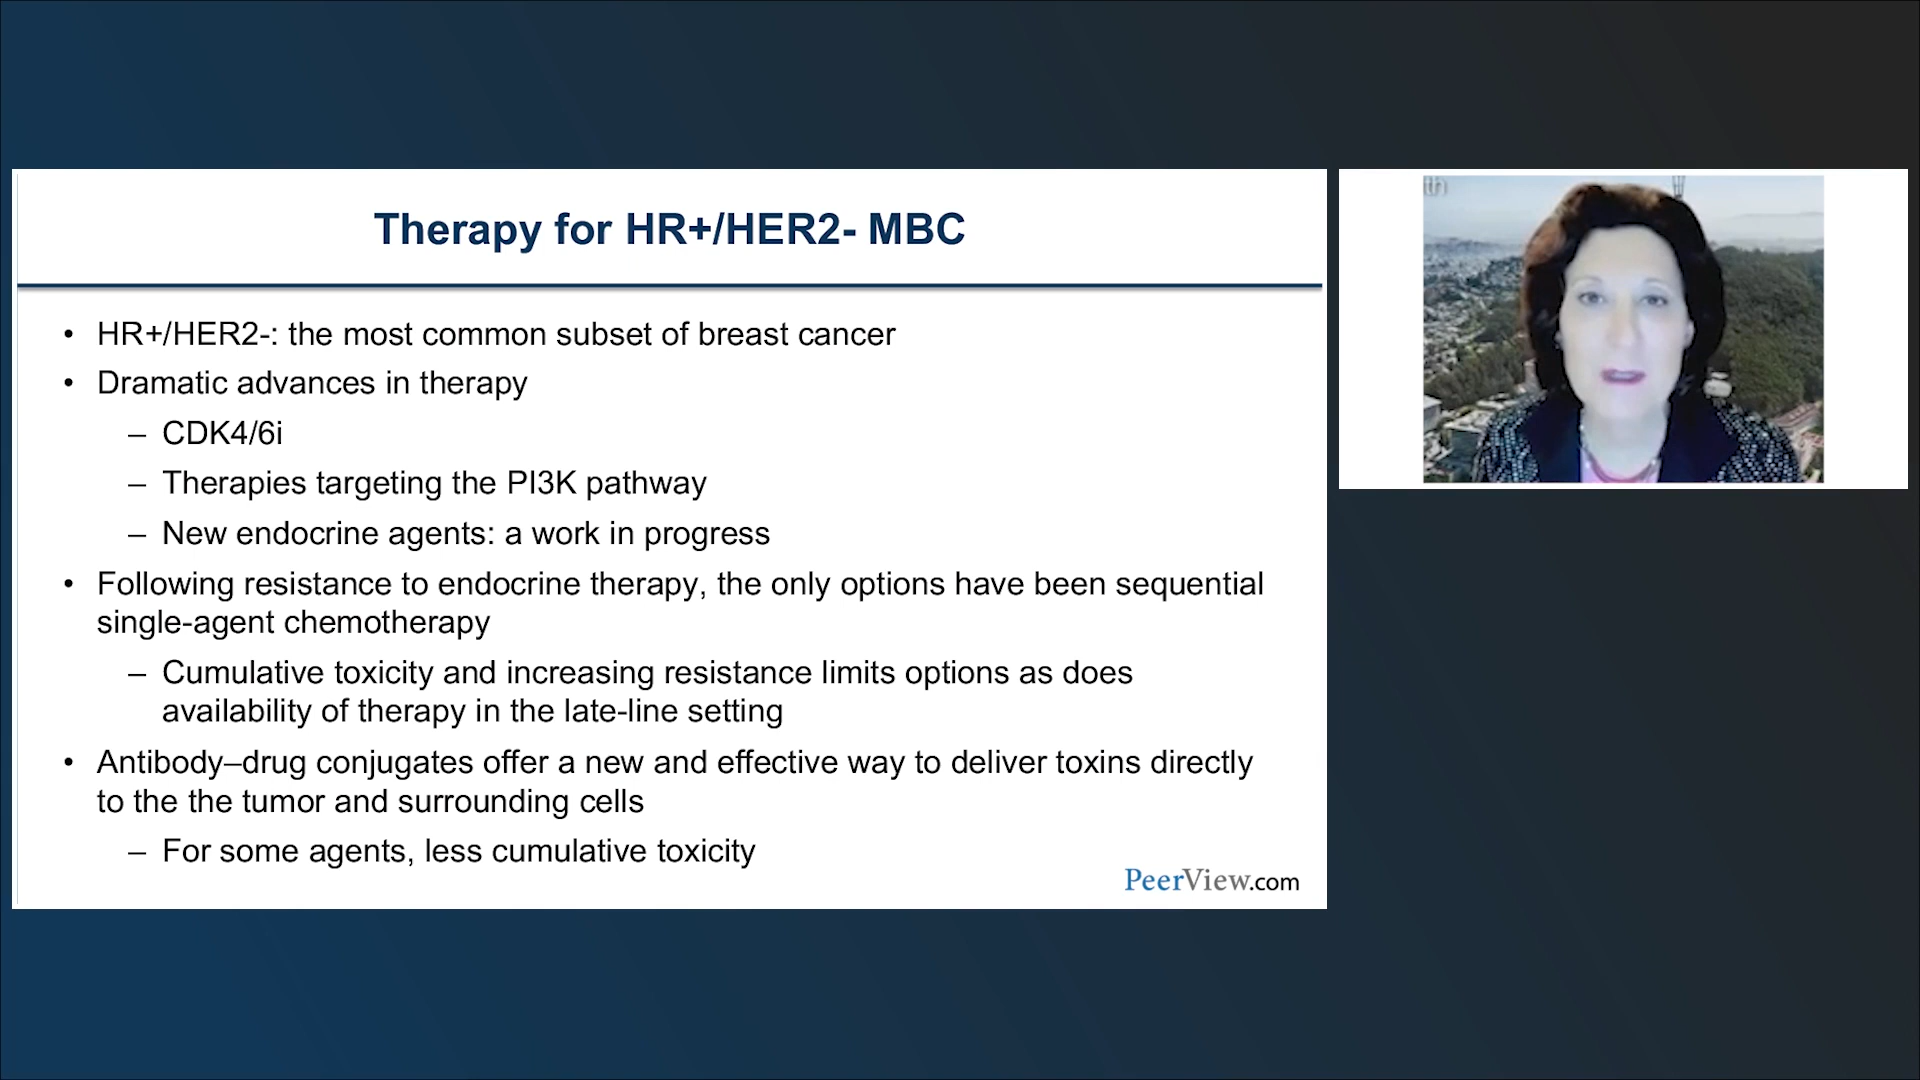 Therapy for HR+/HER2- MBC
• HR+/HER2-: the most common subset of breast cancer
• Dramatic advances in therapy
– CDK4/6i
– Therapies targeting the PI3K pathway
– New endocrine agents: a work in progress
• Following resistance to endocrine therapy, the only options have been sequential
single-agent chemotherapy
– Cumulative toxicity and increasing resistance limits options as does
availability of therapy in the late-line setting
• Antibody–drug conjugates offer a new and effective way to deliver toxins directly
to the the tumor and surrounding cells
– For some agents, less cumulative toxicity
PeerView.com
th